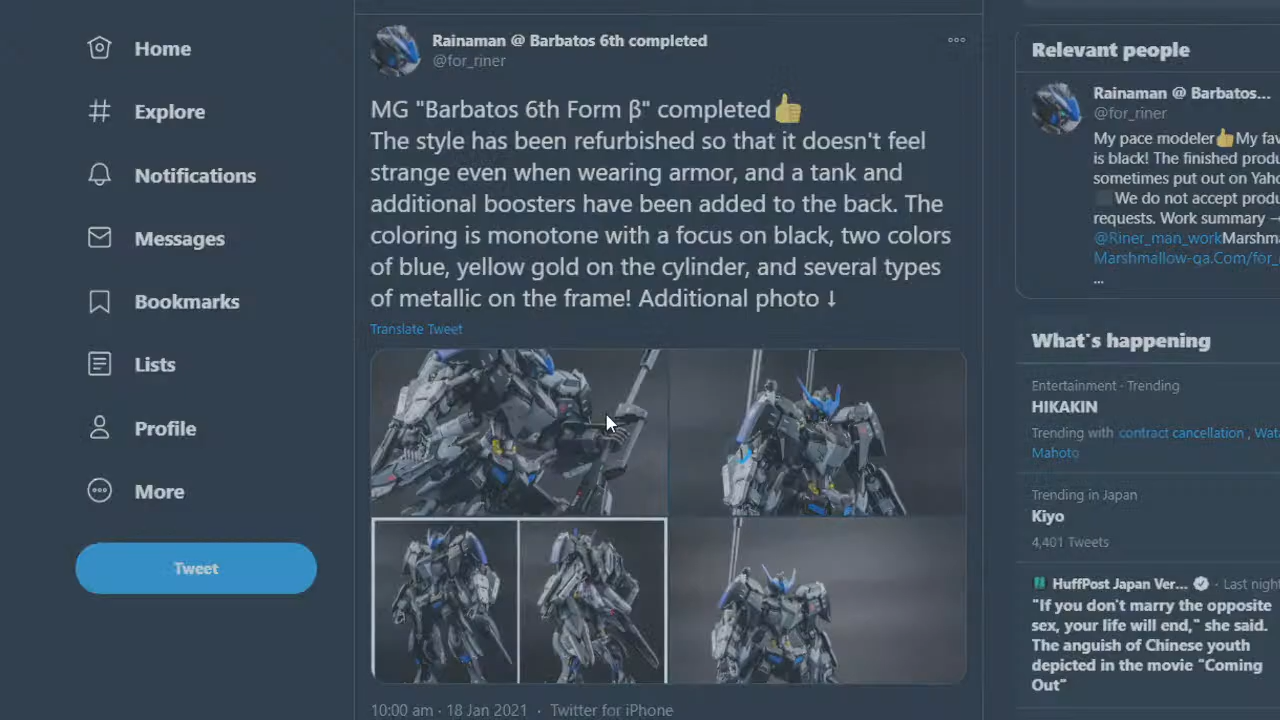 Home
Explore
Notifications
Messages
Bookmarks
Lists
Profile
More
Tweet
Rainaman @ Barbatos 6th completed
@for_riner
MG "Barbatos 6th Form β" completed👍
The style has been refurbished so that it doesn't feel
strange even when wearing armor, and a tank and
additional boosters have been added to the back. The
coloring is monotone with a focus on black, two colors
of blue, yellow gold on the cylinder, and several types
of metallic on the frame! Additional photo ↓
Translate Tweet
10:00 am · 18 Jan 2021 · Twitter for iPhone
Relevant people
Rainaman @ Barbatos...
@for_riner
My pace modeler👍My fav
is black! The finished produ
sometimes put out on Yaho
We do not accept produ
requests. Work summary →
@Riner_man_workMarshma
Marshmallow-qa.Com/for_
...
What's happening
Entertainment · Trending
HIKAKIN
Trending with contract cancellation , Wata
Mahoto
Trending in Japan
Kiyo
4,401 Tweets
HuffPost Japan Ver... · Last night
"If you don't marry the opposite
sex, your life will end," she said.
The anguish of Chinese youth
depicted in the movie "Coming
Out"